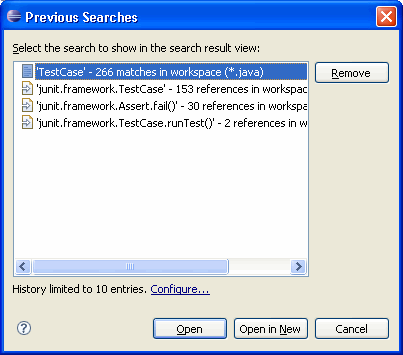 Previous Searches
Select the search to show in the search result view:
'TestCase' - 266 matches in workspace (*.java)
Remove
'junit.framework.TestCase' - 153 references in workspac
'junit.framework.Assert.fail()' - 30 references in workspa
'junit.framework.TestCase.runTest()' - 2 references in w
History limited to 10 entries. Configure...
?
Open
Open in New
Cancel